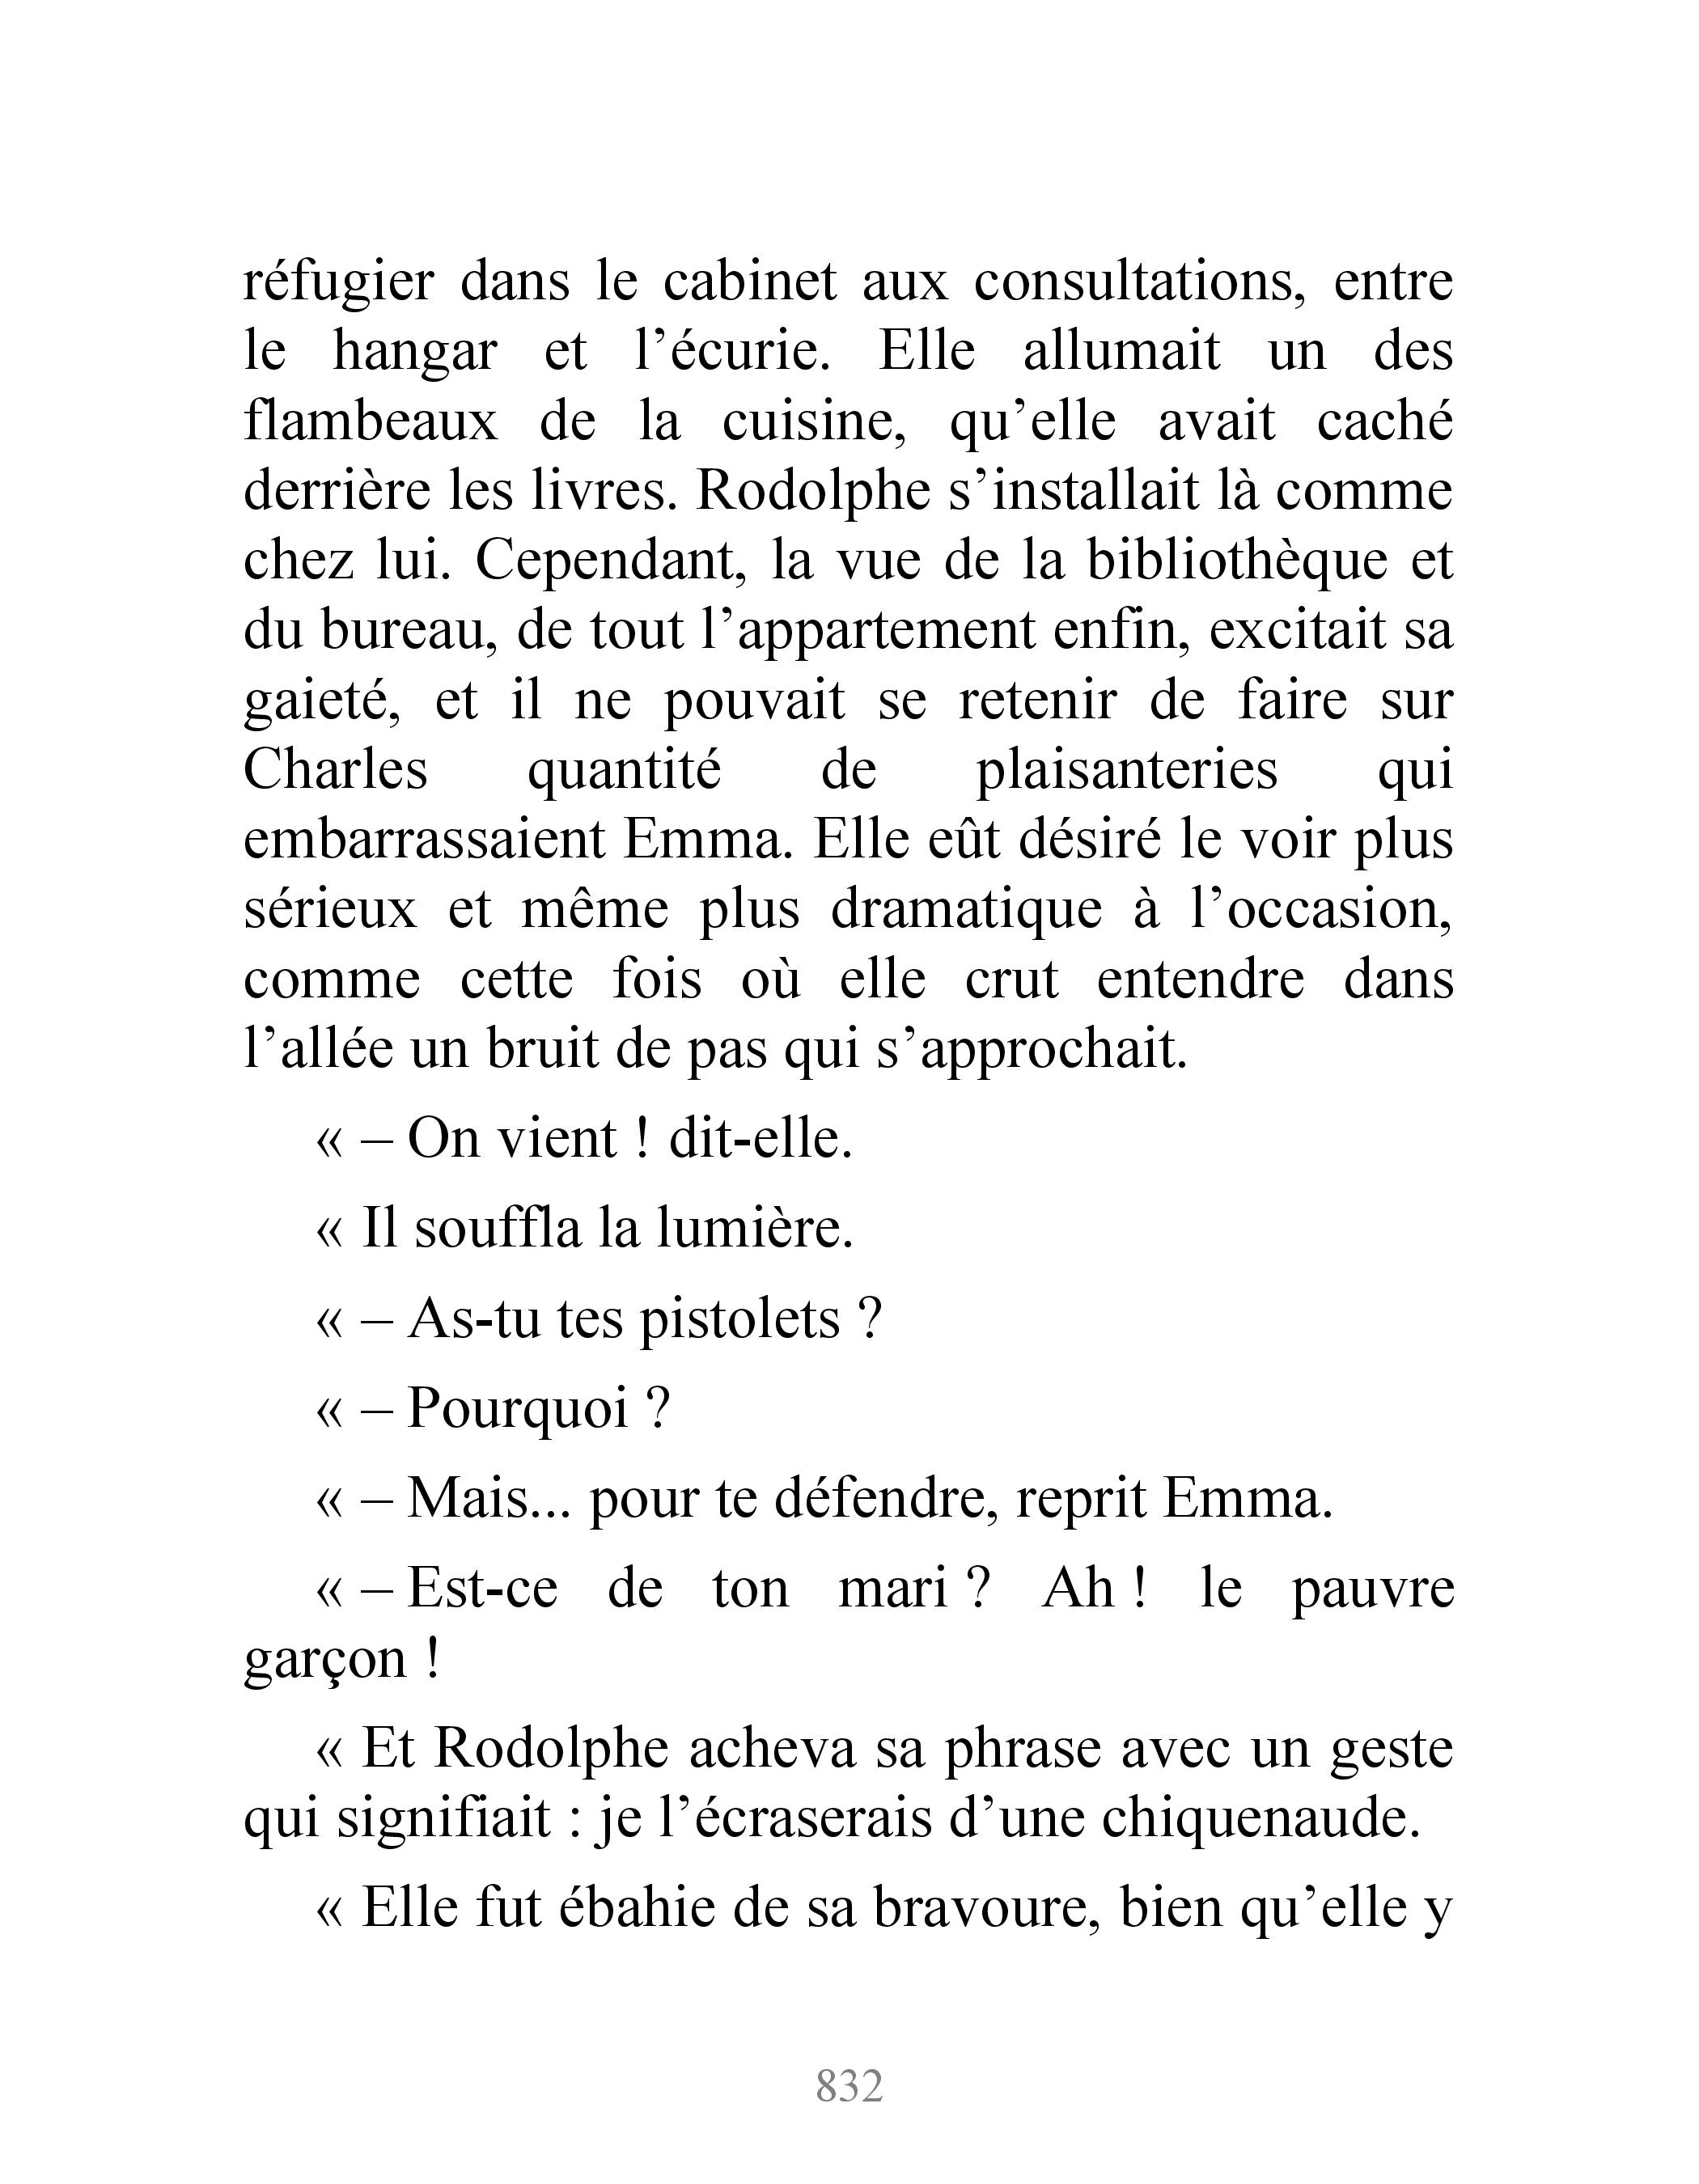 réfugier dans le cabinet aux consultations, entre
le hangar et l’écurie. Elle allumait un des
flambeaux de la cuisine, qu’elle avait caché
derrière les livres. Rodolphe s’installait là comme
chez lui. Cependant, la vue de la bibliothèque et
du bureau, de tout l’appartement enfin, excitait sa
gaieté, et il ne pouvait se retenir de faire sur
Charles quantité de plaisanteries qui
embarrassaient Emma. Elle eût désiré le voir plus
sérieux et même plus dramatique à l’occasion,
comme cette fois où elle crut entendre dans
l’allée un bruit de pas qui s’approchait.
« – On vient ! dit-elle.
« Il souffla la lumière.
« – As-tu tes pistolets ?
« – Pourquoi ?
« – Mais... pour te défendre, reprit Emma.
« – Est-ce de ton mari ? Ah ! le pauvre
garçon !
« Et Rodolphe acheva sa phrase avec un geste
qui signifiait : je l’écraserais d’une chiquenaude.
« Elle fut ébahie de sa bravoure, bien qu’elle y
832